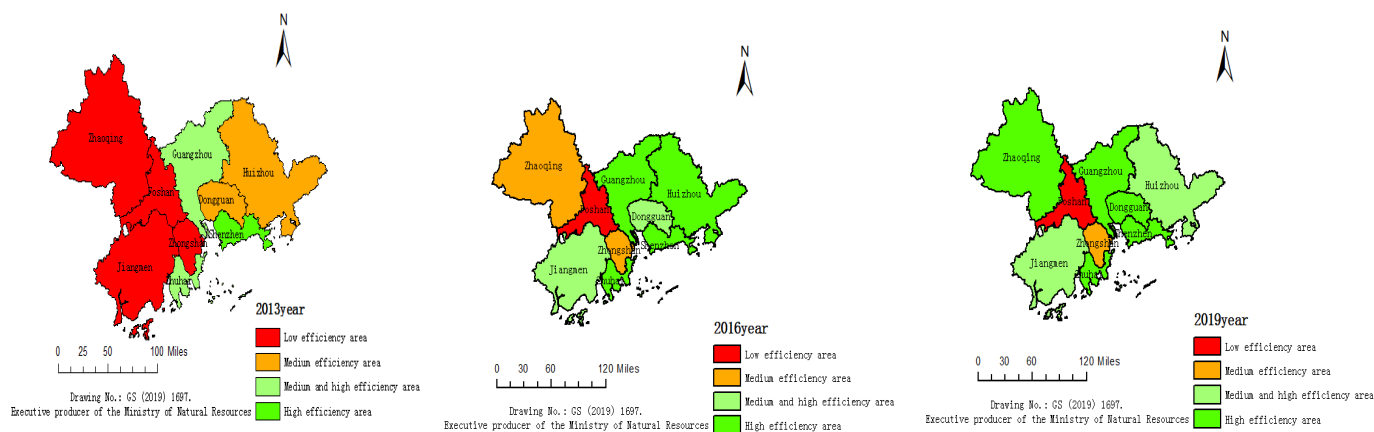 N
Zhaoqing
Guangzhou
Huizhou
Foshan
Dongguan
Shenzhen
Zhongshan
Jiangmen
Zhuhai
2013year
Low efficiency area
Medium efficiency area
Medium and high efficiency area
High efficiency area
0 25 50 100 Miles
Drawing No.: GS (2019) 1697.
Executive producer of the Ministry of Natural Resources
N
Zhaoqing
Guangzhou
Huizhou
Foshan
Dongguan
Shenzhen
Zhongshan
Jiangmen
Zhuhai
2016year
Low efficiency area
Medium efficiency area
Medium and high efficiency area
High efficiency area
0 30 60 120 Miles
Drawing No.: GS (2019) 1697.
Executive producer of the Ministry of Natural Resources
N
Zhaoqing
Guangzhou
Huizhou
Foshan
Dongguan
Shenzhen
Zhongshan
Jiangmen
Zhuhai
2019year
Low efficiency area
Medium efficiency area
Medium and high efficiency area
High efficiency area
0 30 60 120 Miles
Drawing No.: GS (2019) 1697.
Executive producer of the Ministry of Natural Resources